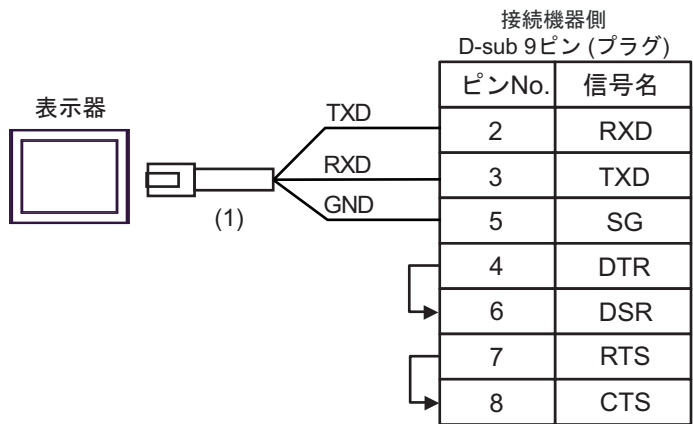 接続機器側
D-sub 9ピン (プラグ)
ピンNo. 信号名
表示器
TXD 2 RXD
RXD 3 TXD
(1)
GND 5 SG
4 DTR
6 DSR
7 RTS
8 CTS